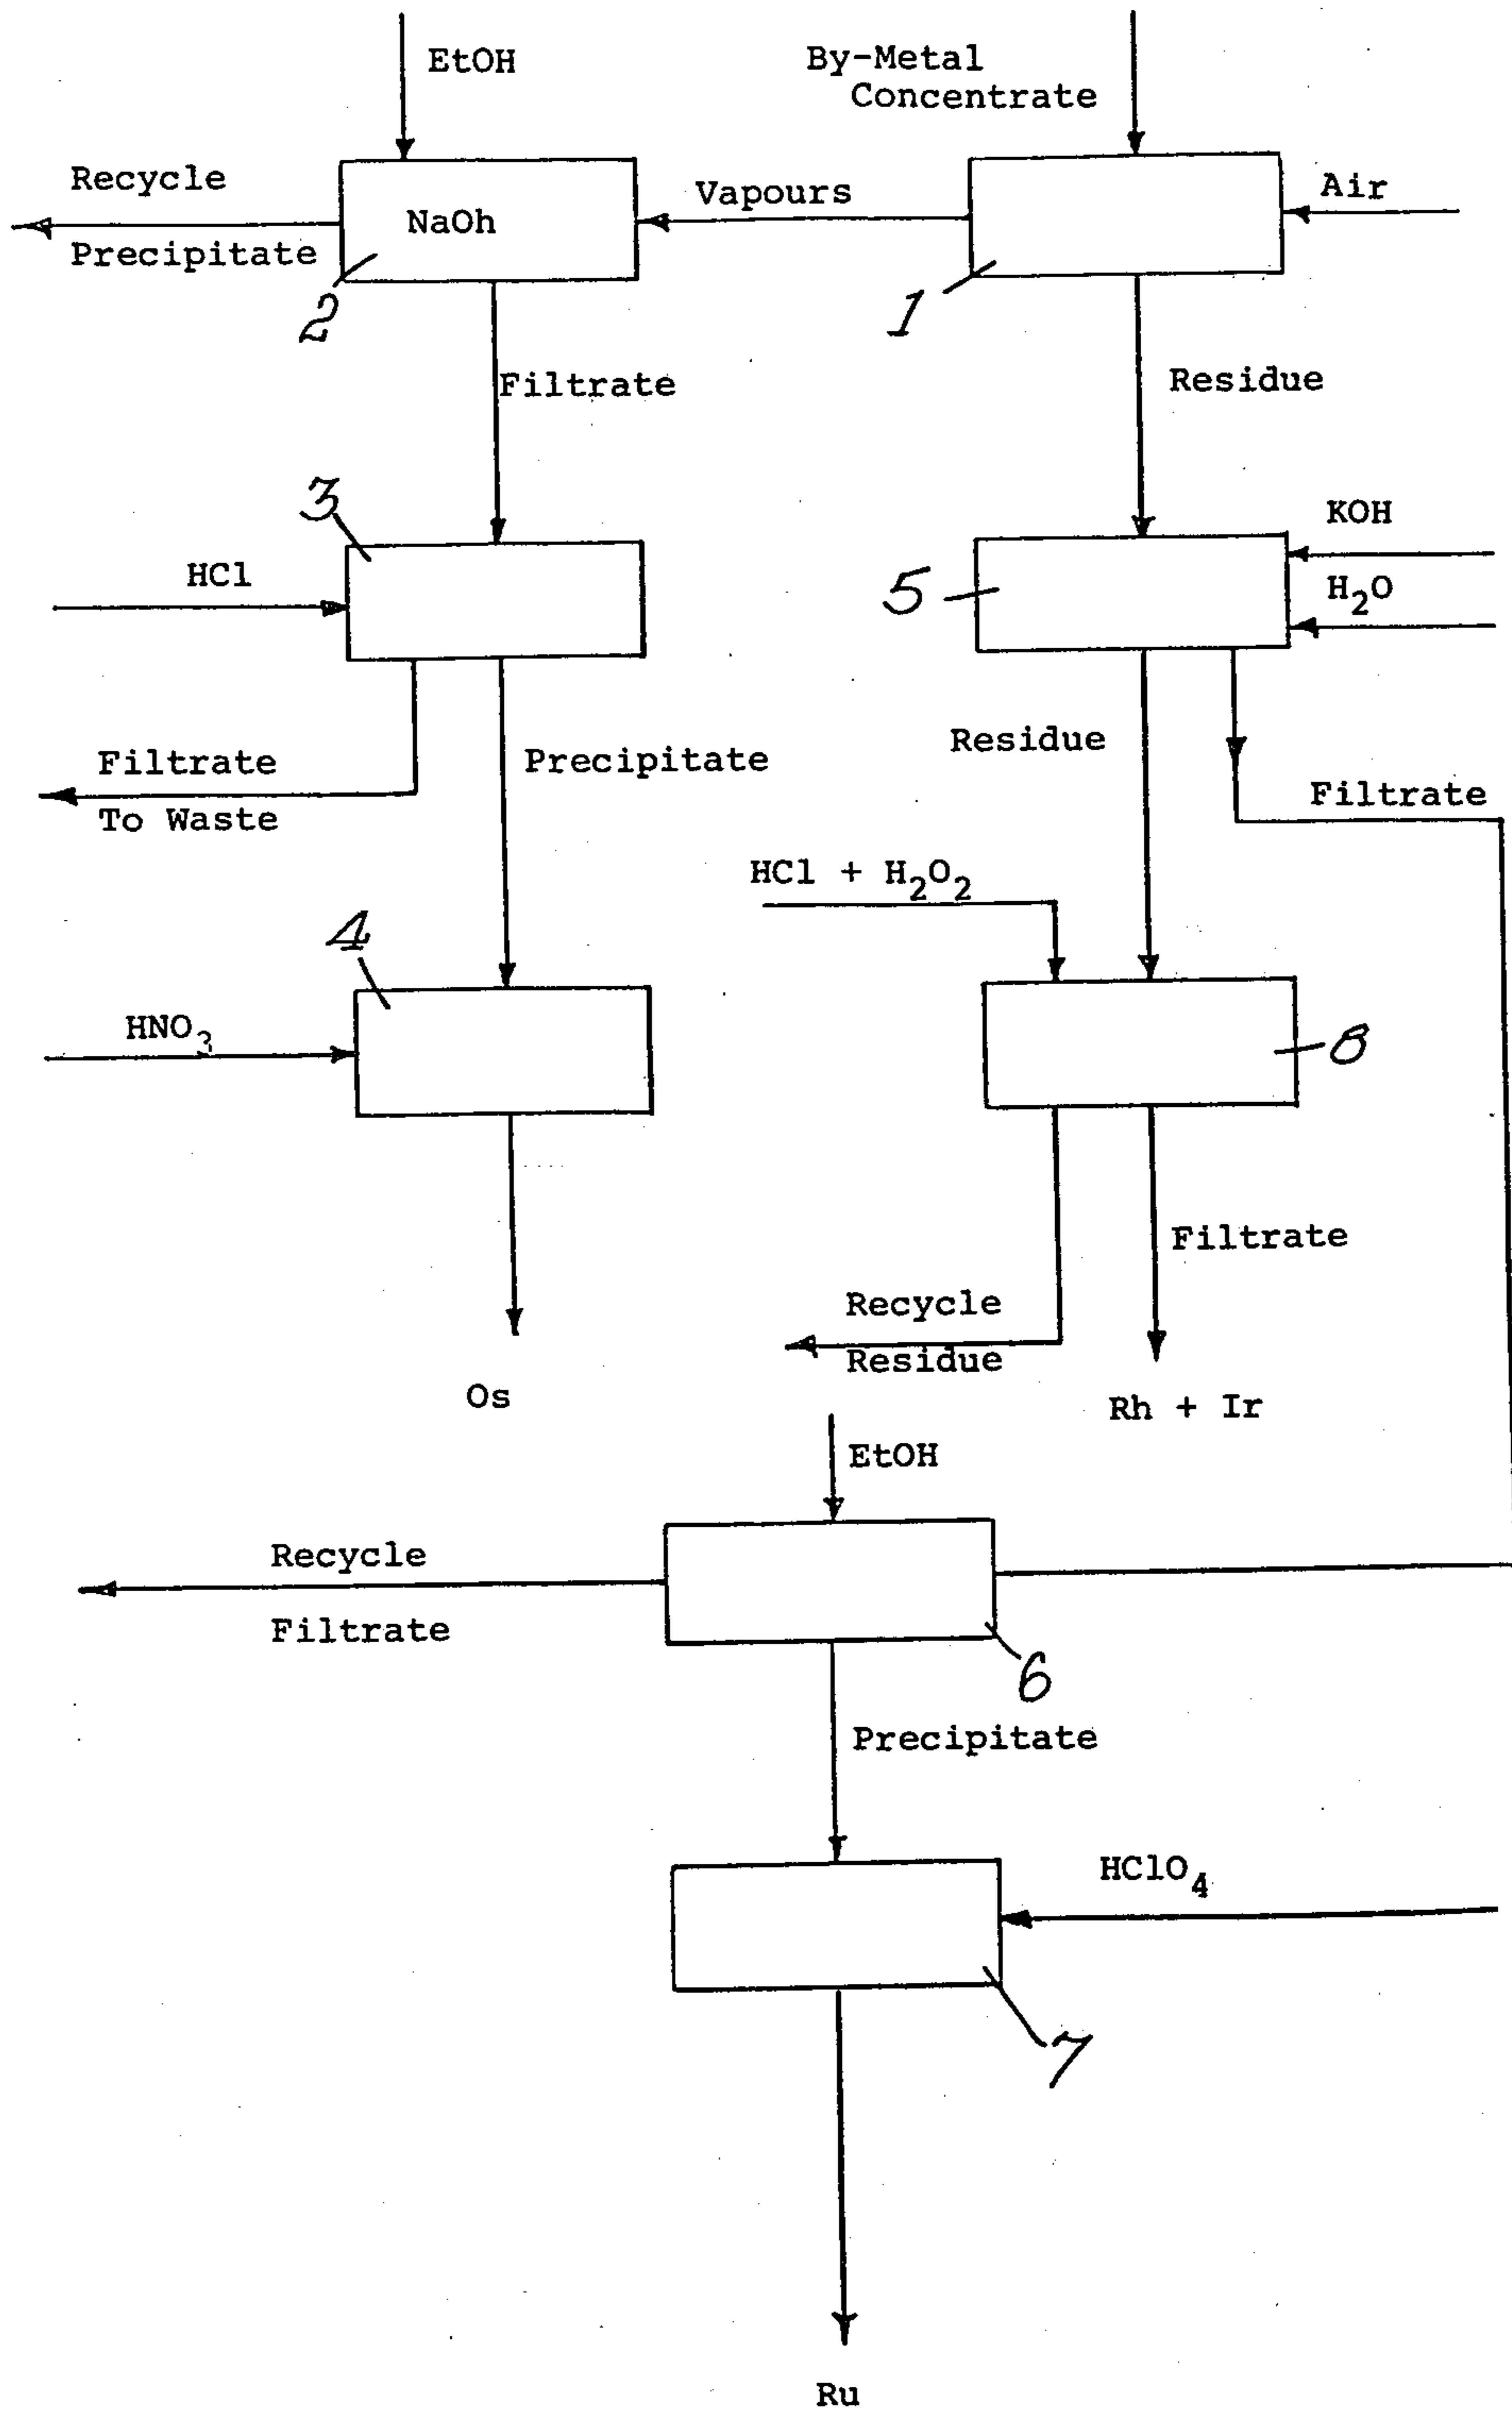 EtOH
By-Metal
Concentrate
Recycle
Precipitate
NaOh
Vapours
Air
2
1
Filtrate
Residue
3
HCl
5
KOH
H2O
Filtrate
To Waste
Precipitate
Residue
Filtrate
HCl + H2O2
4
HNO3
8
Filtrate
Recycle
Residue
Os
Rh + Ir
EtOH
Recycle
Filtrate
6
Precipitate
HClO4
7
Ru